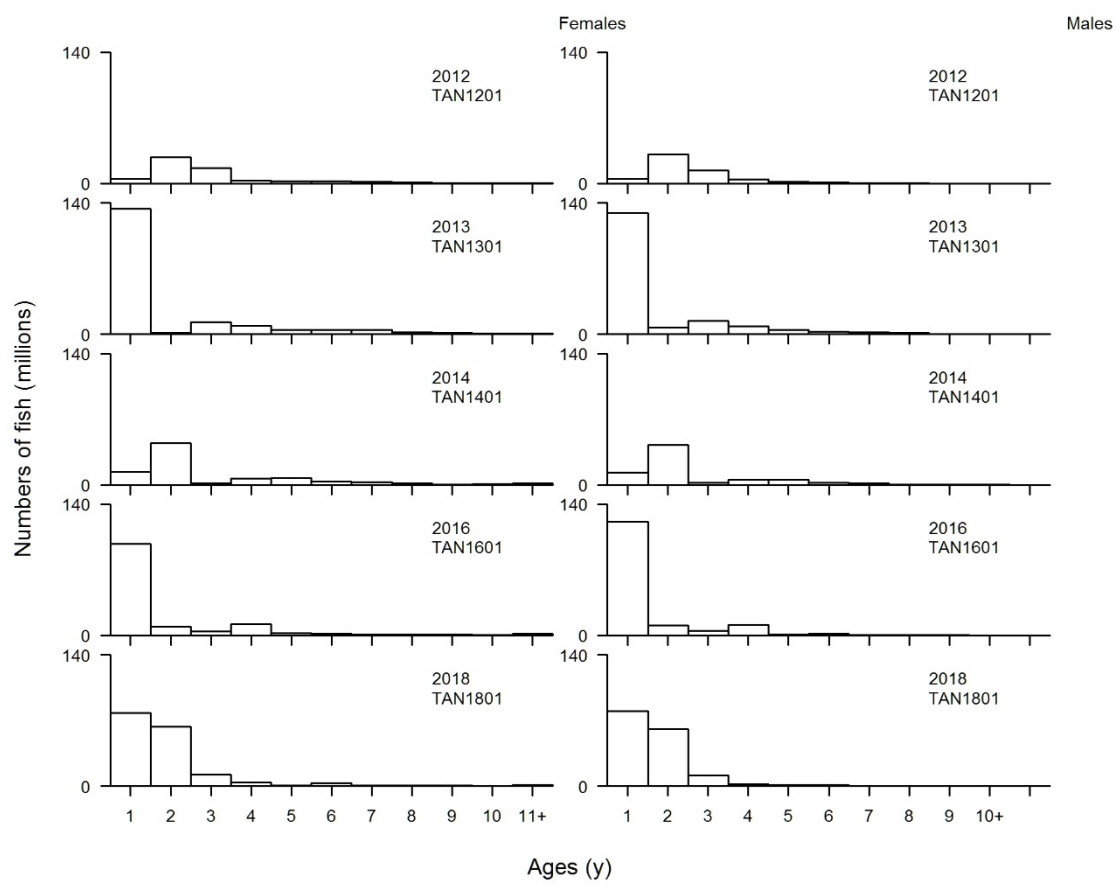 Females Males
140
2012
TAN1201
2012
TAN1201
0 0
140
2013
TAN1301
2013
TAN1301
0 0
140
2014
TAN1401
2014
TAN1401
0 0
140
2016
TAN1601
2016
TAN1601
0 0
140
2018
TAN1801
2018
TAN1801
0 0
140
140
140
140
140
1 2 3 4 5 6 7 8 9 10 11+
1 2 3 4 5 6 7 8 9 10+
Numbers of fish (millions)
Ages (y)